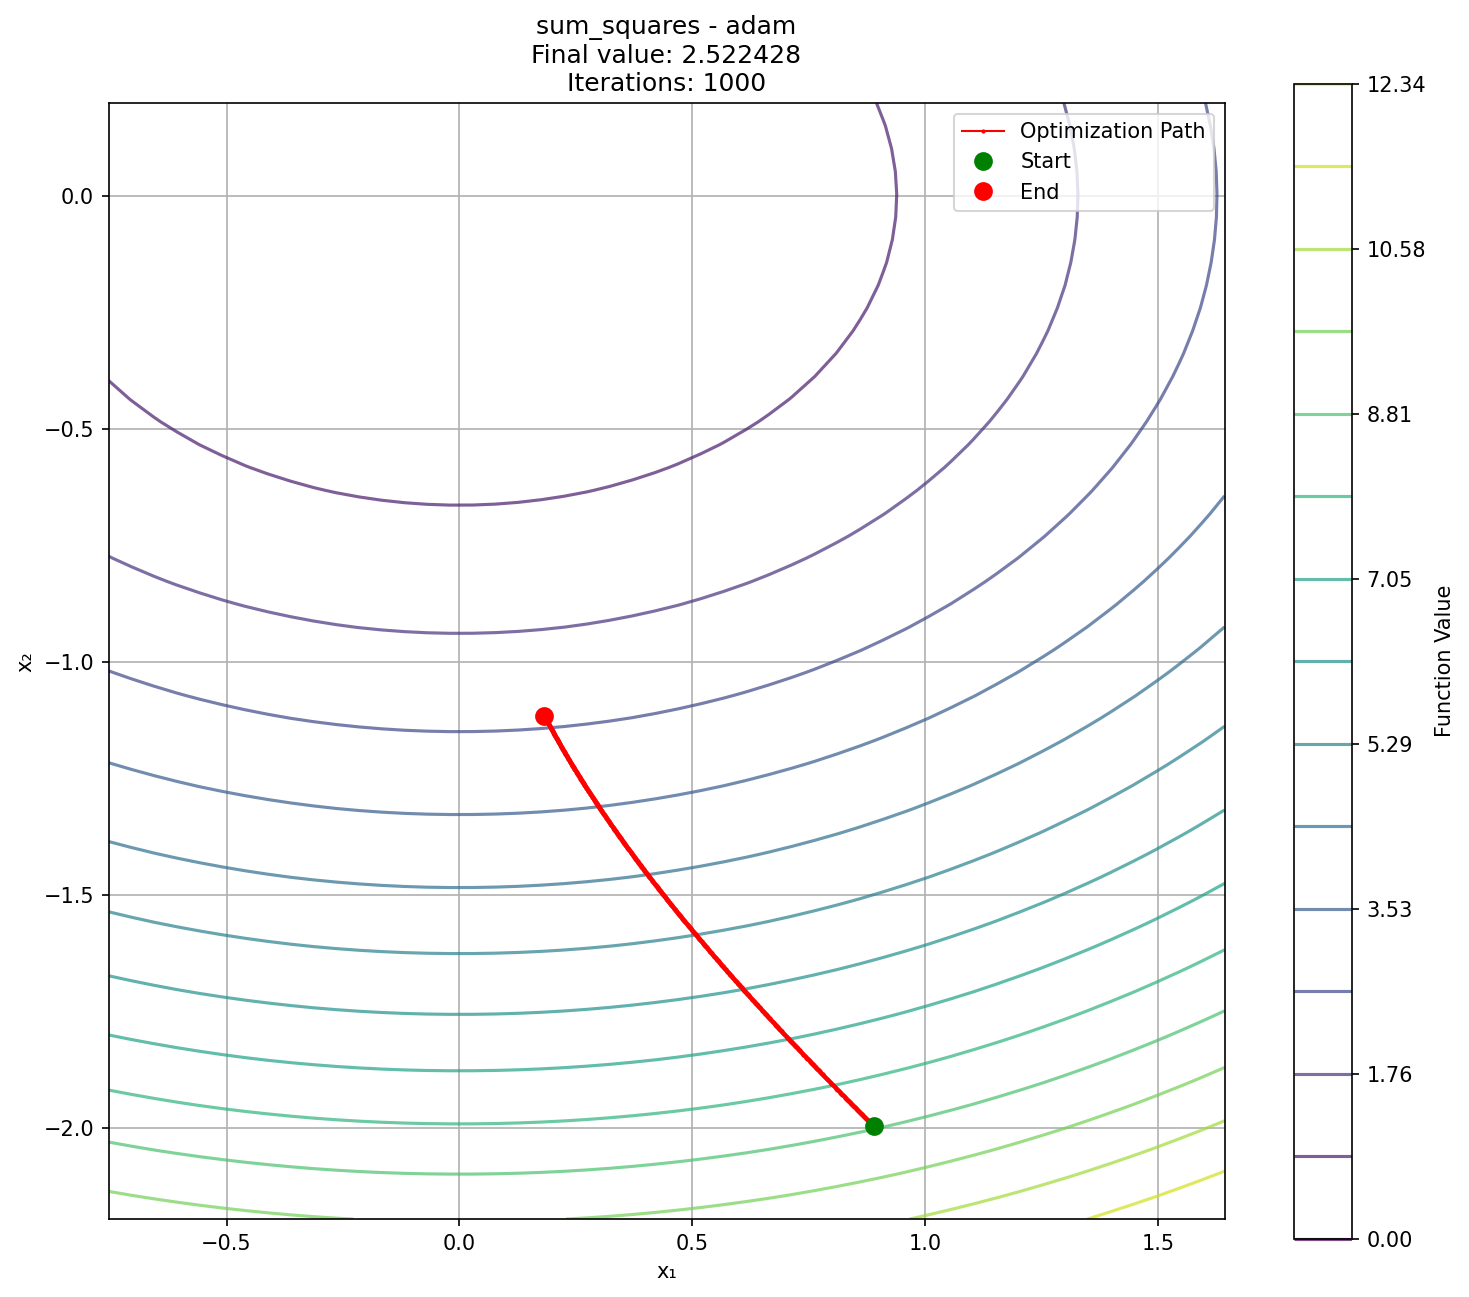 sum_squares - adam
Final value: 2.522428
Iterations: 1000
Optimization Path
Start
End
0.0
−0.5
−1.0
−1.5
−2.0
x₂
−0.5
0.0
0.5
1.0
1.5
x₁
12.34
10.58
8.81
7.05
5.29
3.53
1.76
0.00
Function Value